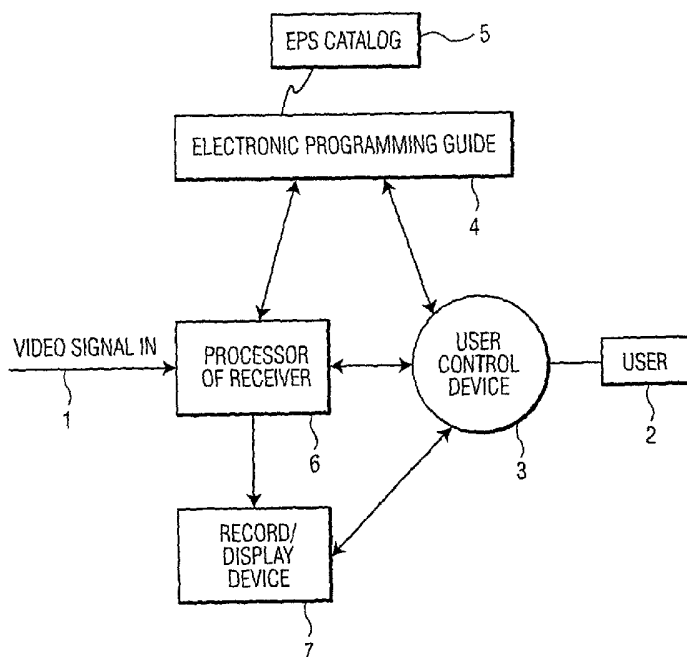 EPS CATALOG
5
ELECTRONIC PROGRAMMING GUIDE
4
VIDEO SIGNAL IN
1
PROCESSOR
OF RECEIVER
6
USER
CONTROL
DEVICE
3
USER
2
RECORD/
DISPLAY
DEVICE
7